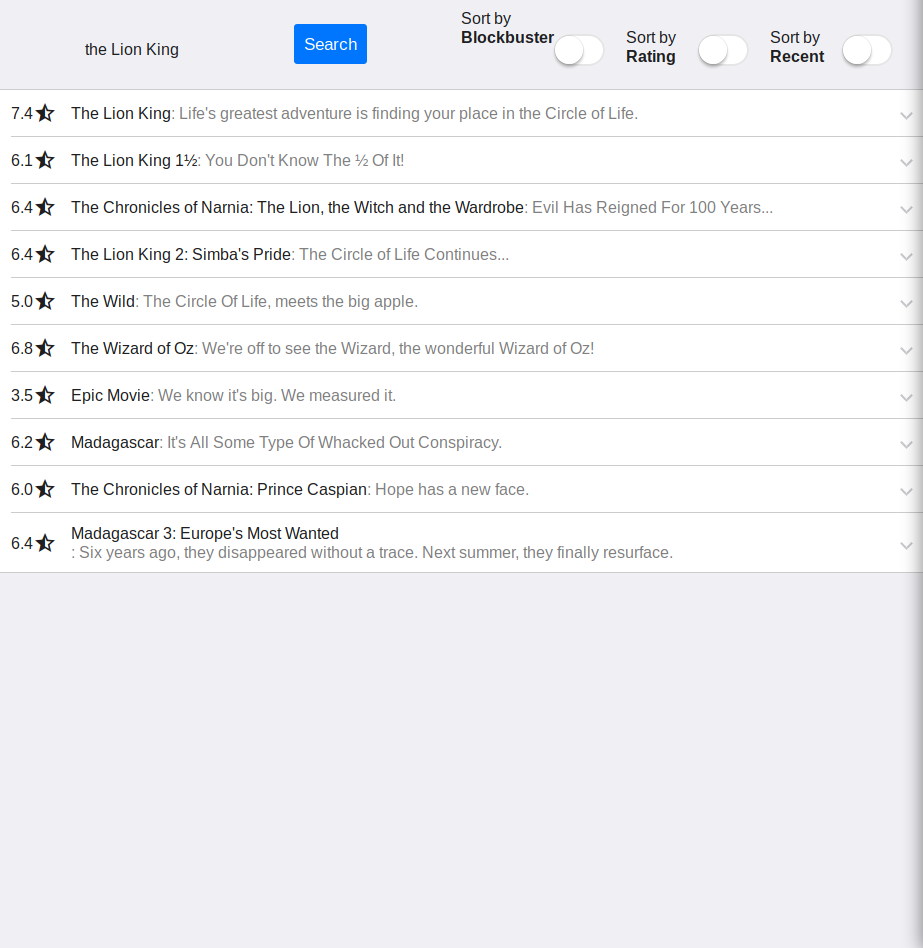 the Lion King
Search
Sort by
Blockbuster
Sort by
Rating
Sort by
Recent
7.4 The Lion King: Life's greatest adventure is finding your place in the Circle of Life.
6.1 The Lion King 1½: You Don't Know The ½ Of It!
6.4 The Chronicles of Narnia: The Lion, the Witch and the Wardrobe: Evil Has Reigned For 100 Years...
6.4 The Lion King 2: Simba's Pride: The Circle of Life Continues...
5.0 The Wild: The Circle Of Life, meets the big apple.
6.8 The Wizard of Oz: We're off to see the Wizard, the wonderful Wizard of Oz!
3.5 Epic Movie: We know it's big. We measured it.
6.2 Madagascar: It's All Some Type Of Whacked Out Conspiracy.
6.0 The Chronicles of Narnia: Prince Caspian: Hope has a new face.
6.4 Madagascar 3: Europe's Most Wanted
: Six years ago, they disappeared without a trace. Next summer, they finally resurface.